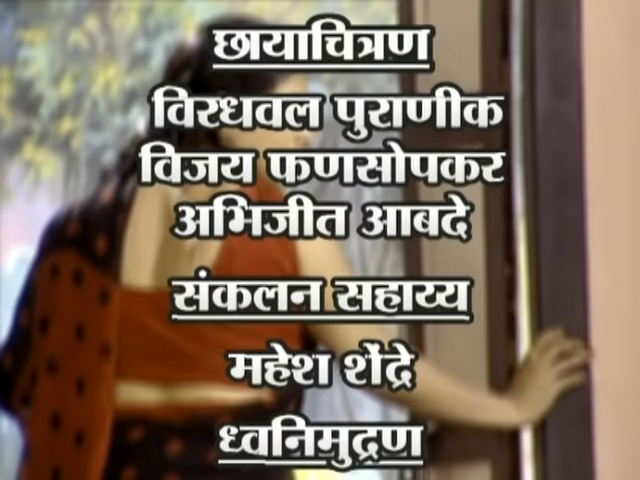 छायाचित्रण
विरधवल पुराणीक
विजय फणसोपकर
अभिजीत आबदे
संकलन सहाय्य
महेश शेंद्रे
ध्वनिमुद्रण